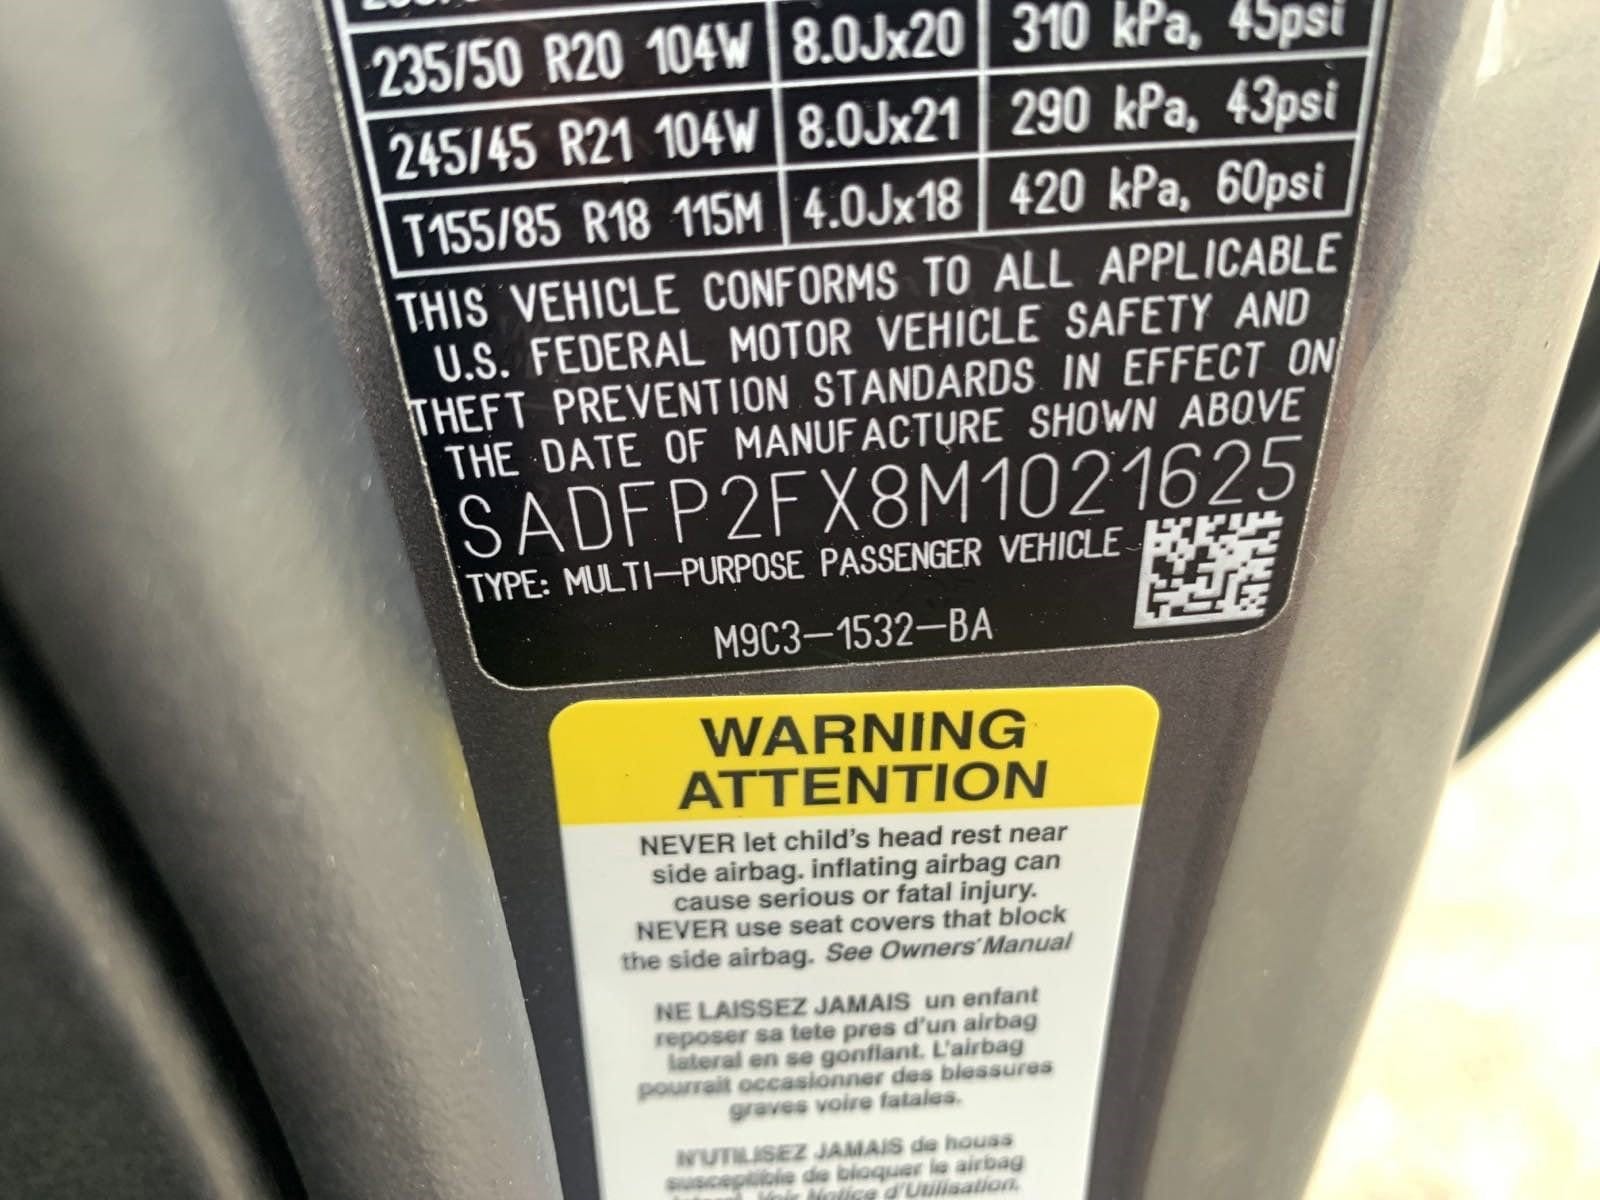 235/50 R20 104W 8.0Jx20 310 kPa, 45psi
245/45 R21 104W 8.0Jx21 290 kPa, 43psi
T155/85 R18 115M 4.0Jx18 420 kPa, 60psi
THIS VEHICLE CONFORMS TO ALL APPLICABLE
U.S. FEDERAL MOTOR VEHICLE SAFETY AND
THEFT PREVENTION STANDARDS IN EFFECT ON
THE DATE OF MANUFACTURE SHOWN ABOVE
SADFP2FX8M1021625
TYPE: MULTI-PURPOSE PASSENGER VEHICLE
M9C3-1532-BA
WARNING
ATTENTION
NEVER let child's head rest near
side airbag. inflating airbag can
cause serious or fatal injury.
NEVER use seat covers that block
the side airbag. See Owners' Manual
NE LAISSEZ JAMAIS un enfant
reposer sa tete pres d'un airbag
lateral en se gonflant. L'airbag
pourrait occasionner des blessures
graves voire fatales.
N'UTILISEZ JAMAIS de houss
susceptible de bloquer le airbag
lateral. Voir Notice d'Utilisation.